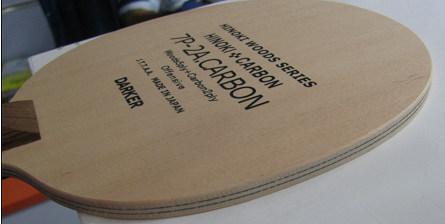 HINOKI WOODS SERIES
HINOKI CARBON
7P-2A.CARBON
Wood5ply+Carbon2ply
Offensive
J.T.T.A.A. MADE IN JAPAN
DARKER